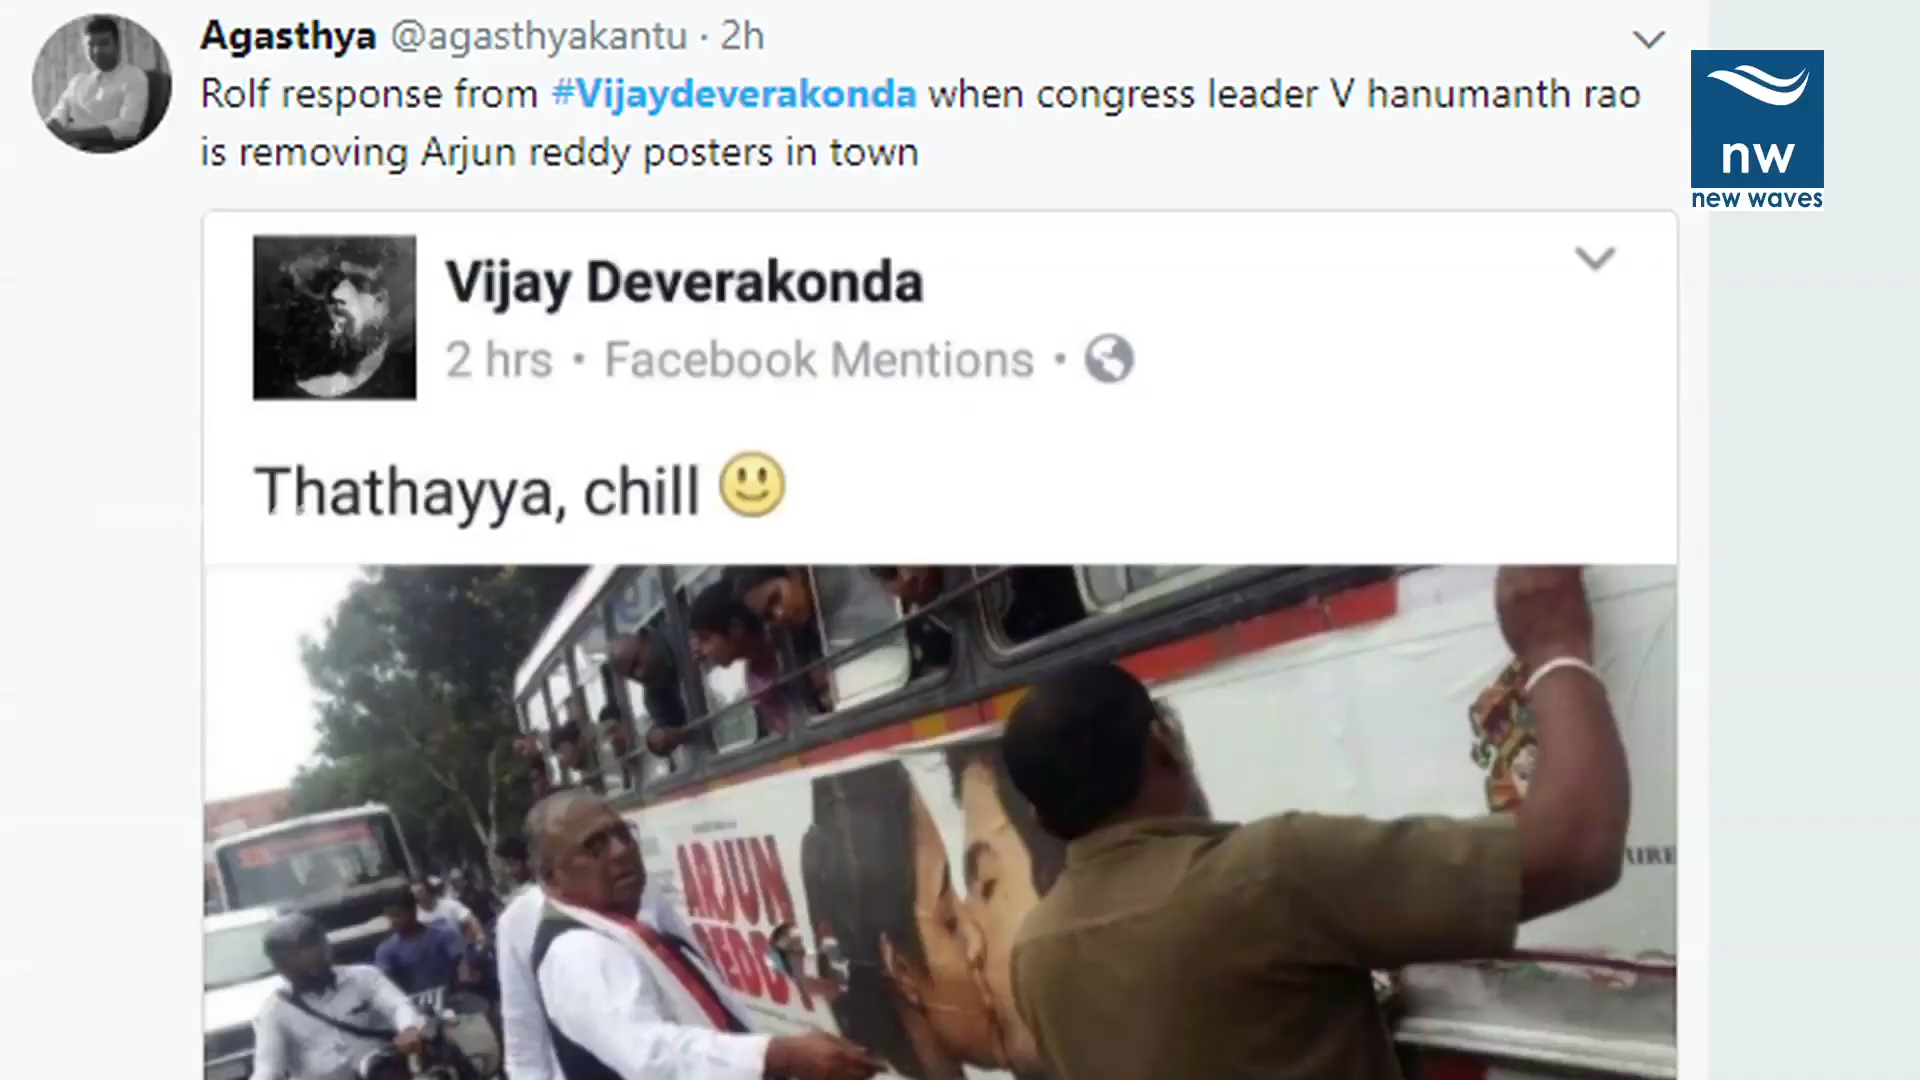 Agasthya @agasthyakantu · 2h
Rolf response from #Vijaydeverakonda when congress leader V hanumanth rao
is removing Arjun reddy posters in town
nw
new waves
Vijay Deverakonda
2 hrs • Facebook Mentions •
Thathayya, chill 🙂
ARJUN
REDDY